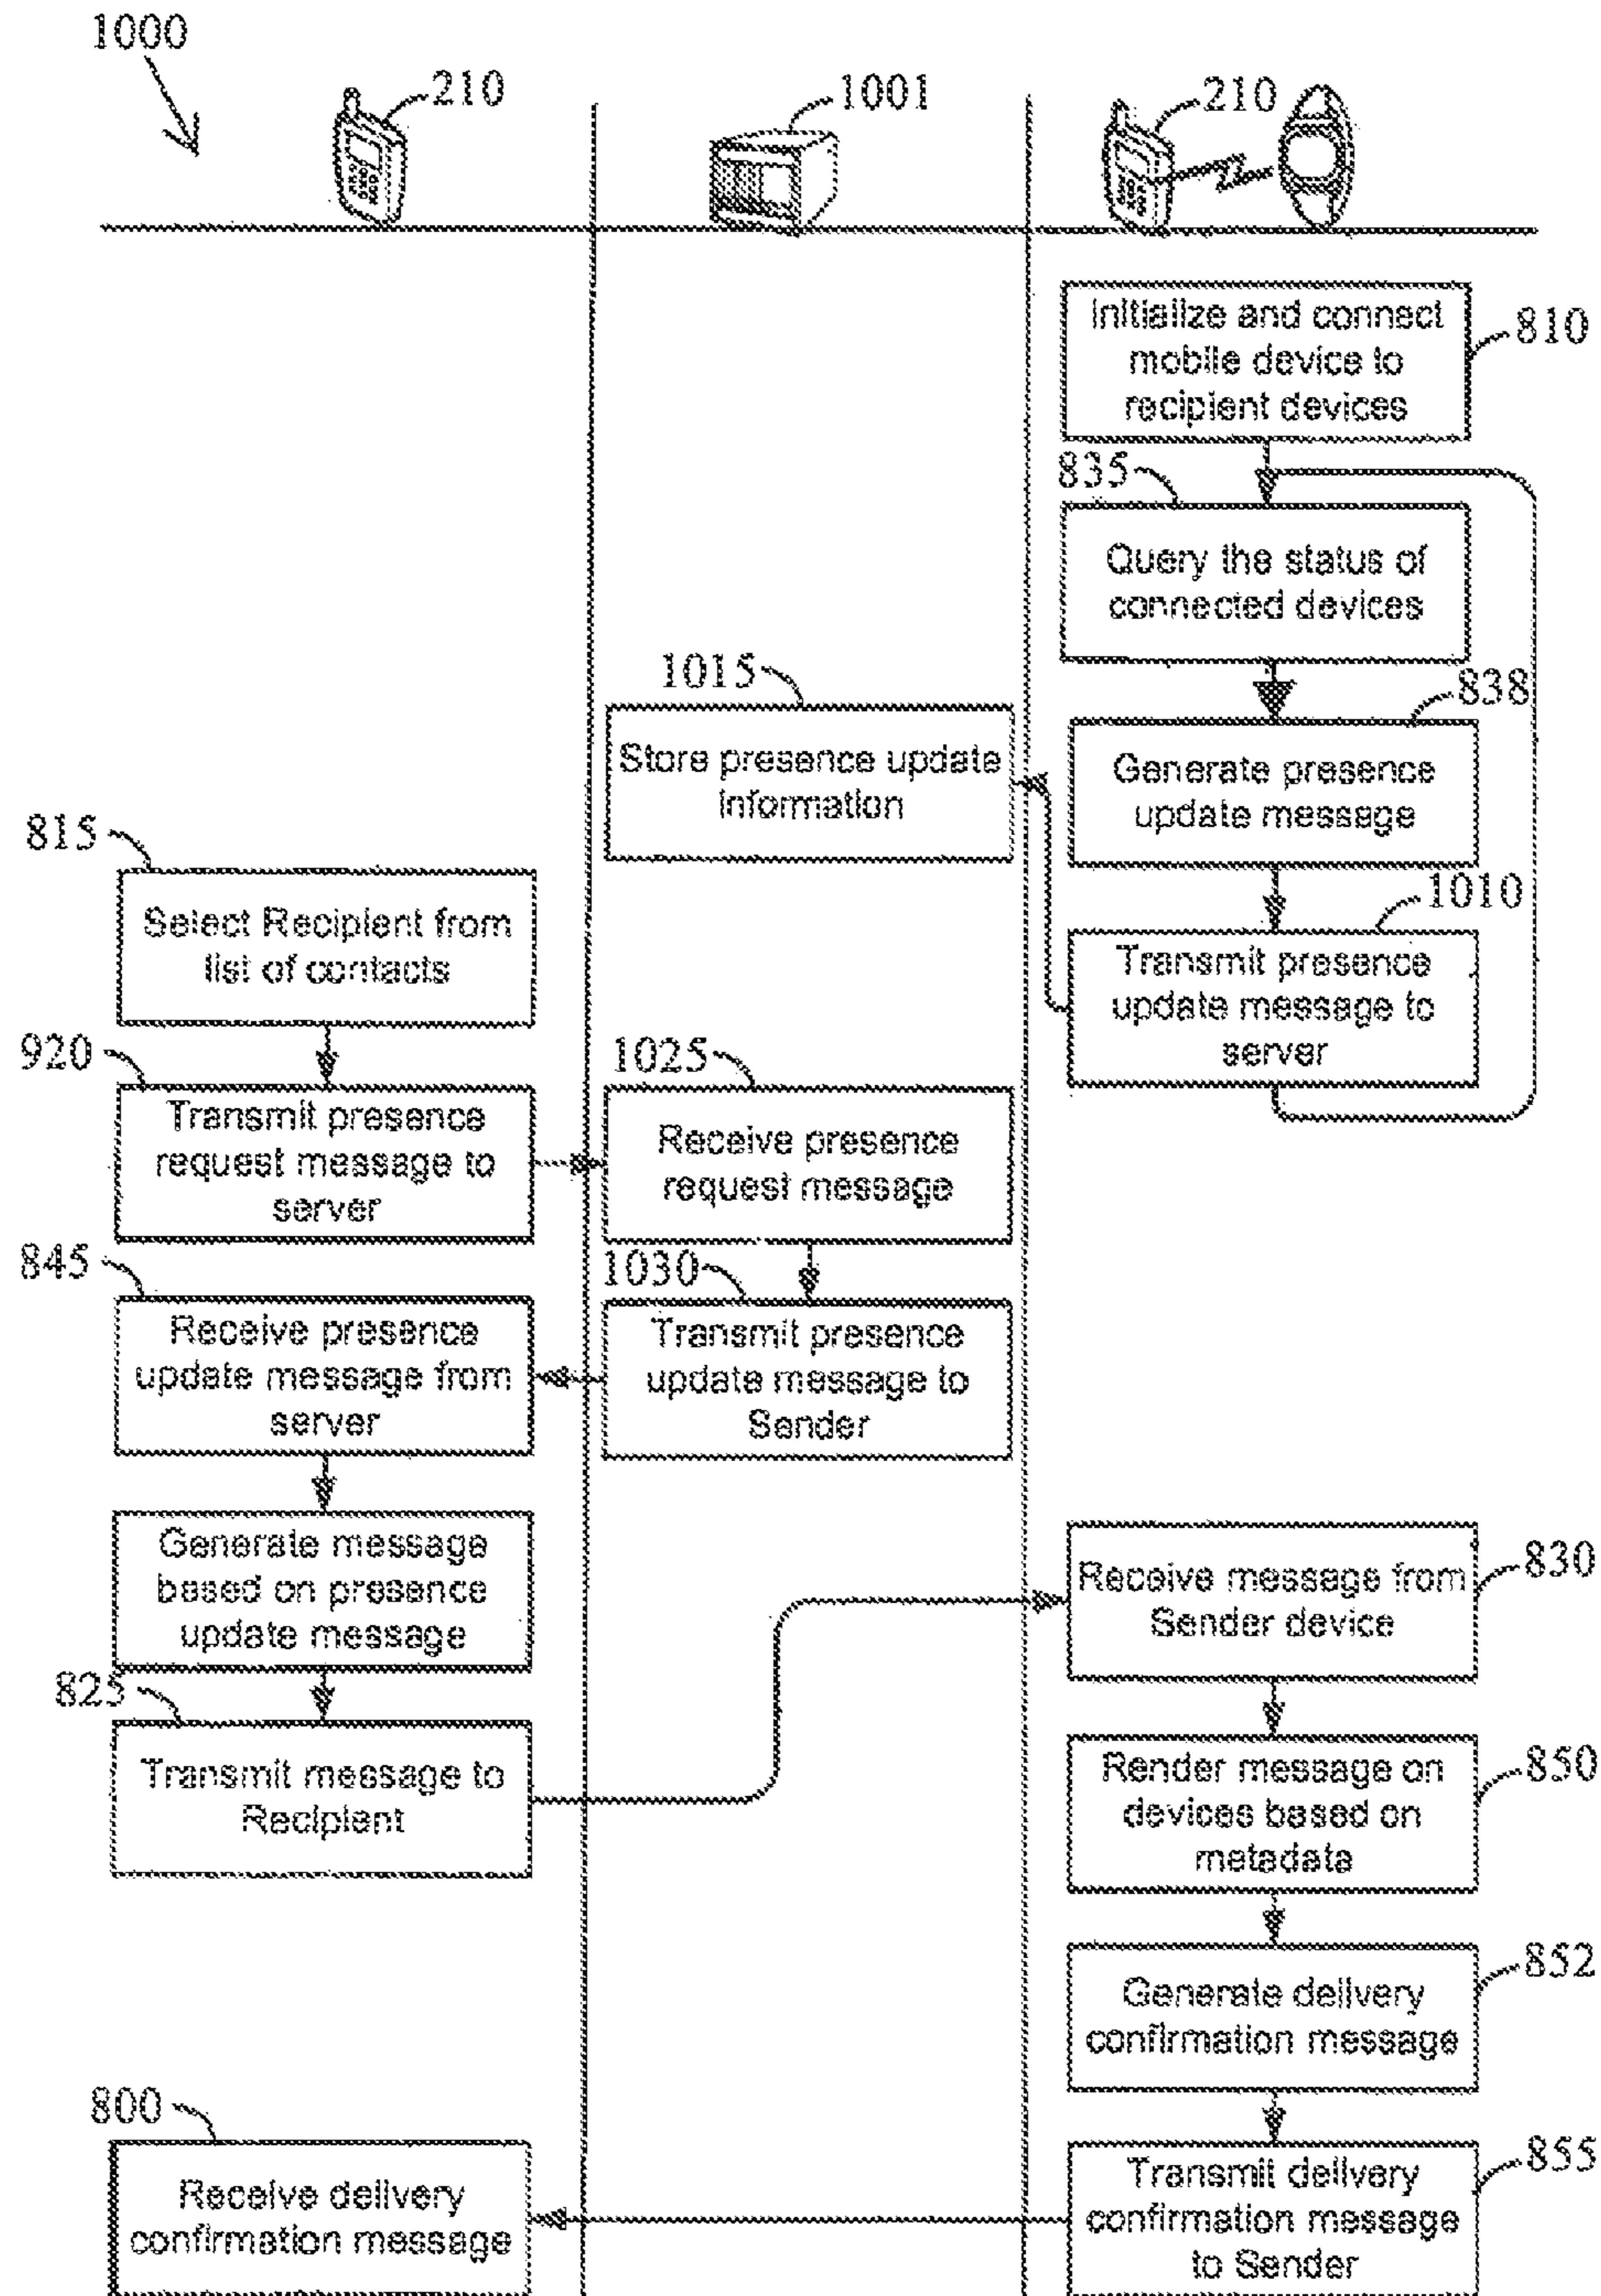 1000
210
1001
210
Initialize and connect
mobile device to
recipient devices
810
835
Query the status of
connected devices
1015
838
Store presence update
information
Generate presence
update message
815
1010
Select Recipient from
list of contacts
Transmit presence
update message to
server
920
1025
Transmit presence
request message to
server
Receive presence
request message
845
1030
Receive presence
update message from
server
Transmit presence
update message to
Sender
Generate message
based on presence
update message
830
Receive message from
Sender device
825
Transmit message to
Recipient
850
Render message on
devices based on
metadata
852
Generate delivery
confirmation message
800
855
Receive delivery
confirmation message
Transmit delivery
confirmation message
to Sender